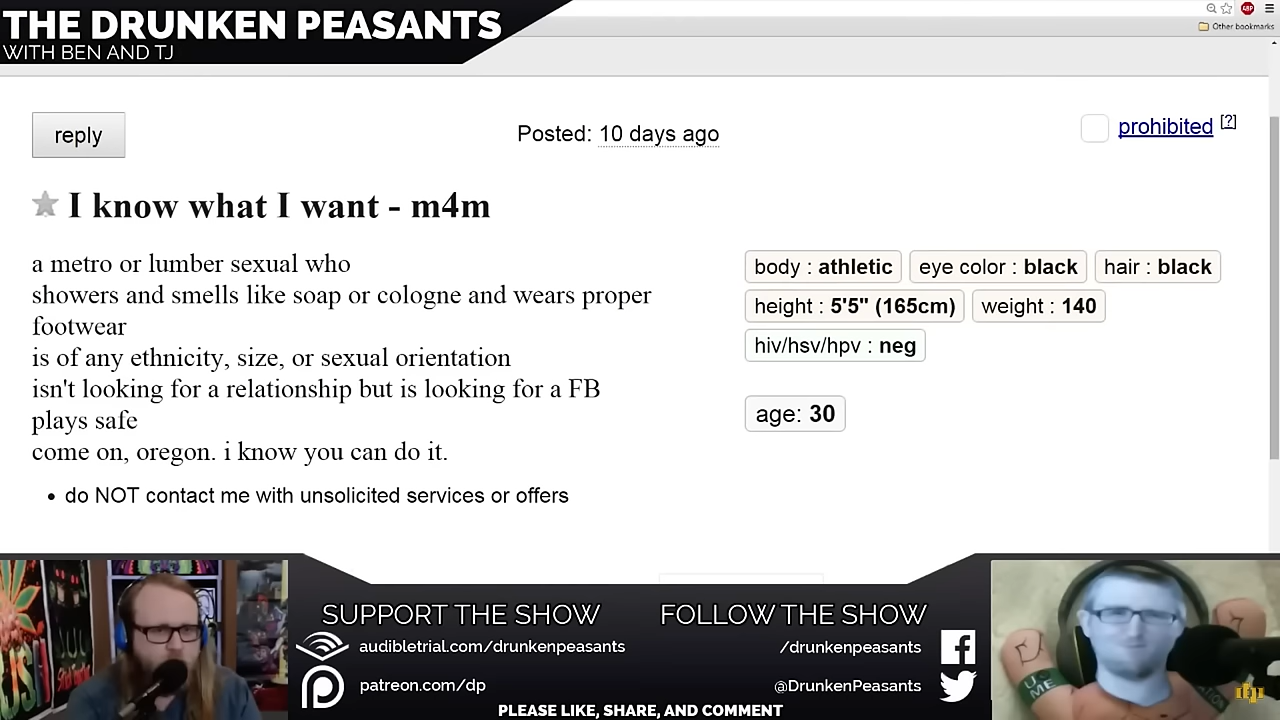 THE DRUNKEN PEASANTS
WITH BEN AND TJ
Other bookmarks
ABP
reply
Posted: 10 days ago
prohibited [?]
I know what I want - m4m
a metro or lumber sexual who
showers and smells like soap or cologne and wears proper
footwear
is of any ethnicity, size, or sexual orientation
isn't looking for a relationship but is looking for a FB
plays safe
come on, oregon. i know you can do it.
• do NOT contact me with unsolicited services or offers
body : athletic
eye color : black
hair : black
height : 5'5" (165cm)
weight : 140
hiv/hsv/hpv : neg
age: 30
SUPPORT THE SHOW
audibletrial.com/drunkenpeasants
patreon.com/dp
FOLLOW THE SHOW
/drunkenpeasants
@DrunkenPeasants
PLEASE LIKE, SHARE, AND COMMENT
U
ME